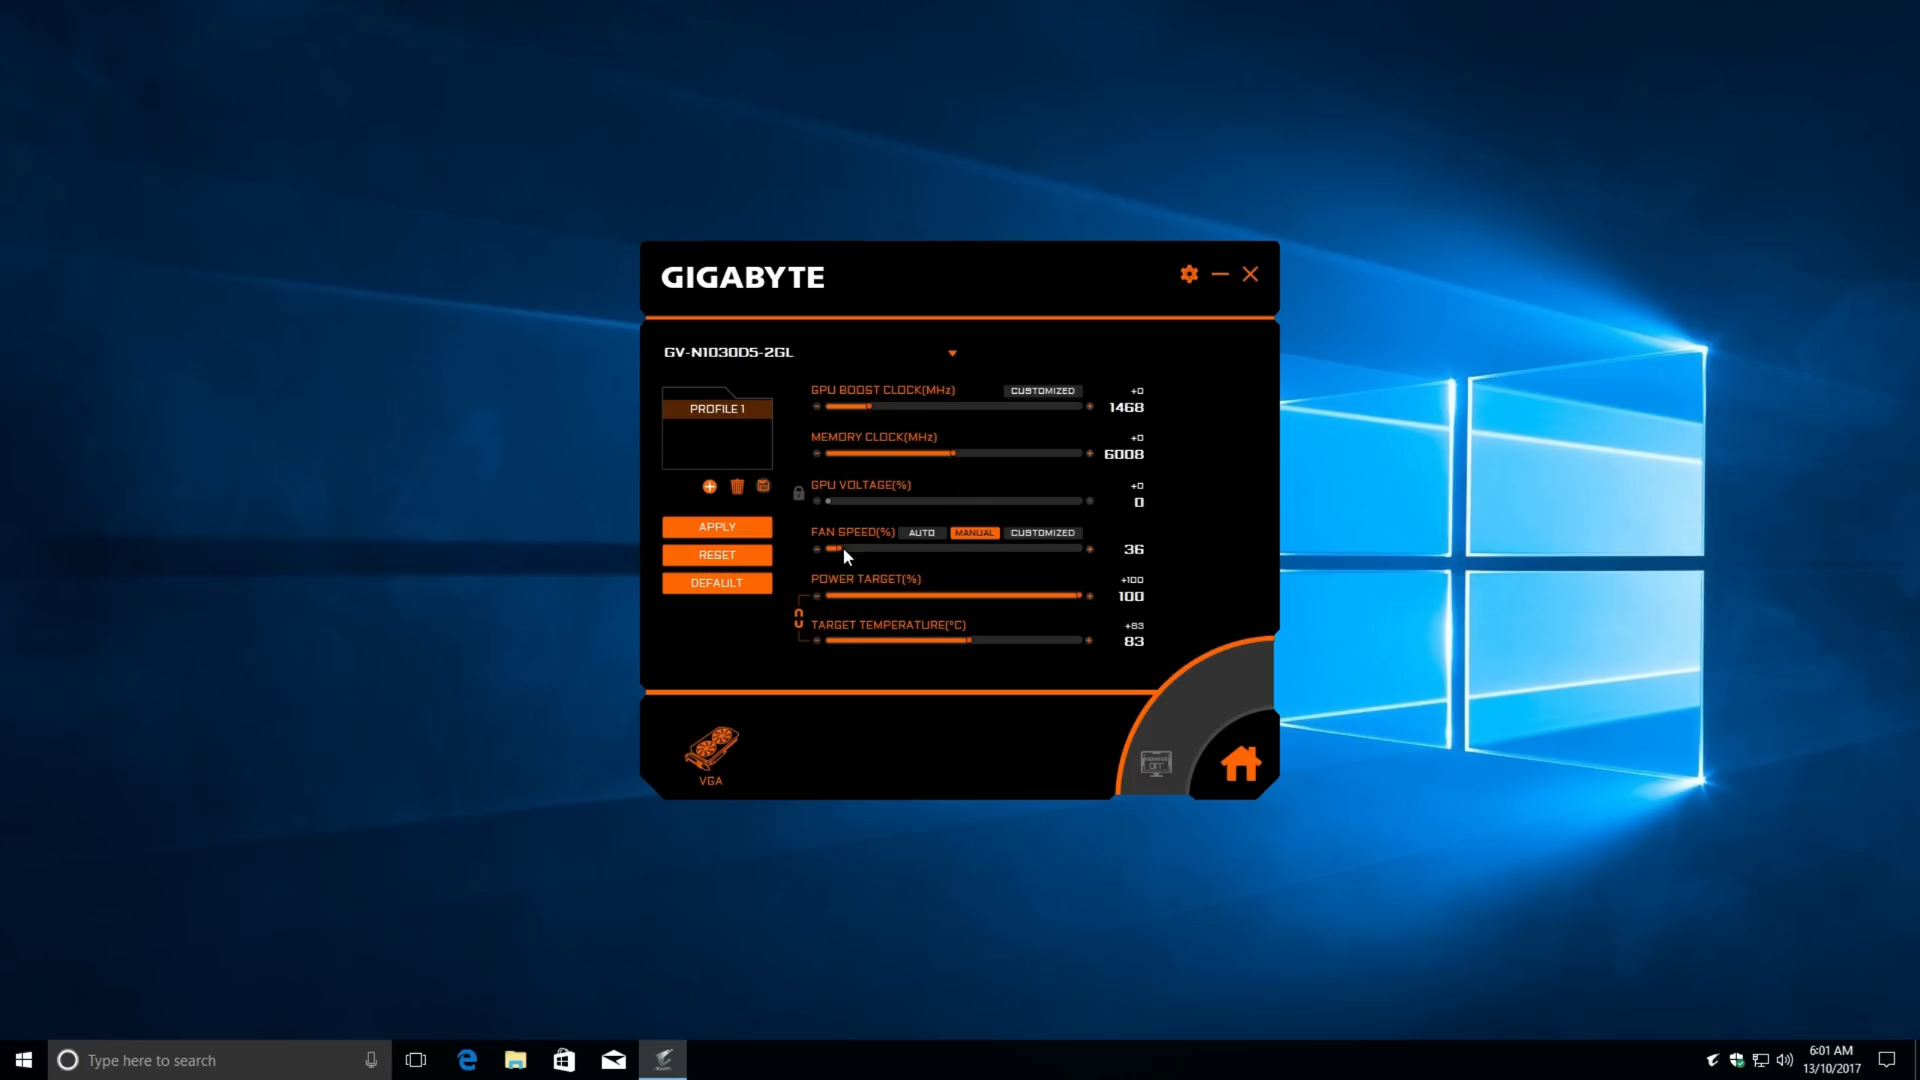 GIGABYTE
GV-N1030D5-2GL
PROFILE 1
APPLY
RESET
DEFAULT
GPU BOOST CLOCK(MHz) CUSTOMIZED +0
1468
MEMORY CLOCK(MHz) +0
6008
GPU VOLTAGE(%) +0
0
FAN SPEED(%) AUTO MANUAL CUSTOMIZED
36
POWER TARGET(%) +100
100
TARGET TEMPERATURE(°C) +83
83
VGA
OFF
Type here to search
6:01 AM
13/10/2017